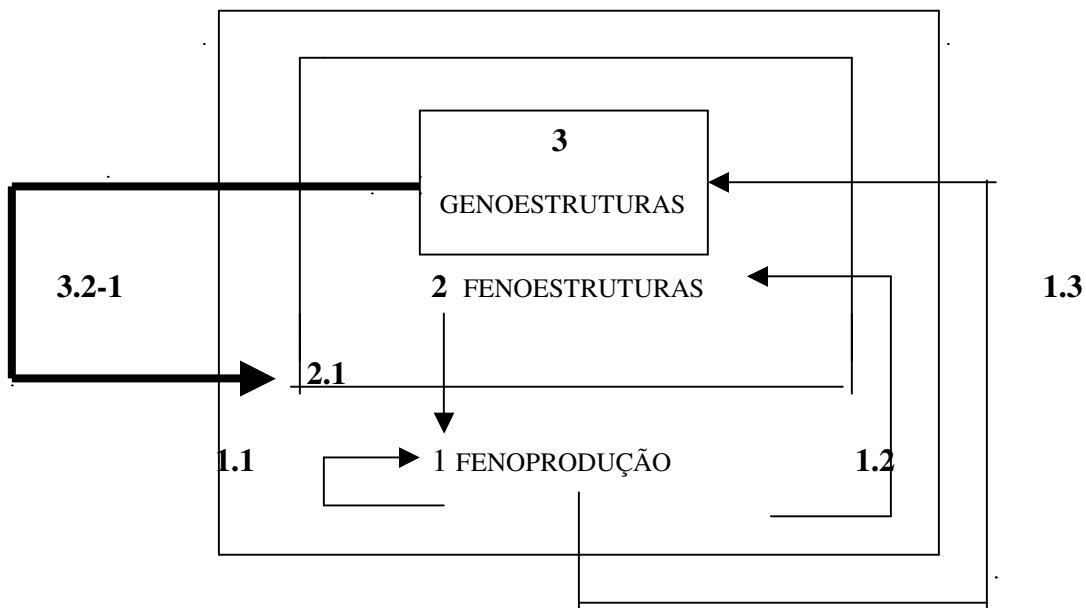 3
GENOESTRUTURAS
3.2-1
2 FENOESTRUTURAS
1.3
2.1
1.1
1 FENOPRODUÇÃO
1.2